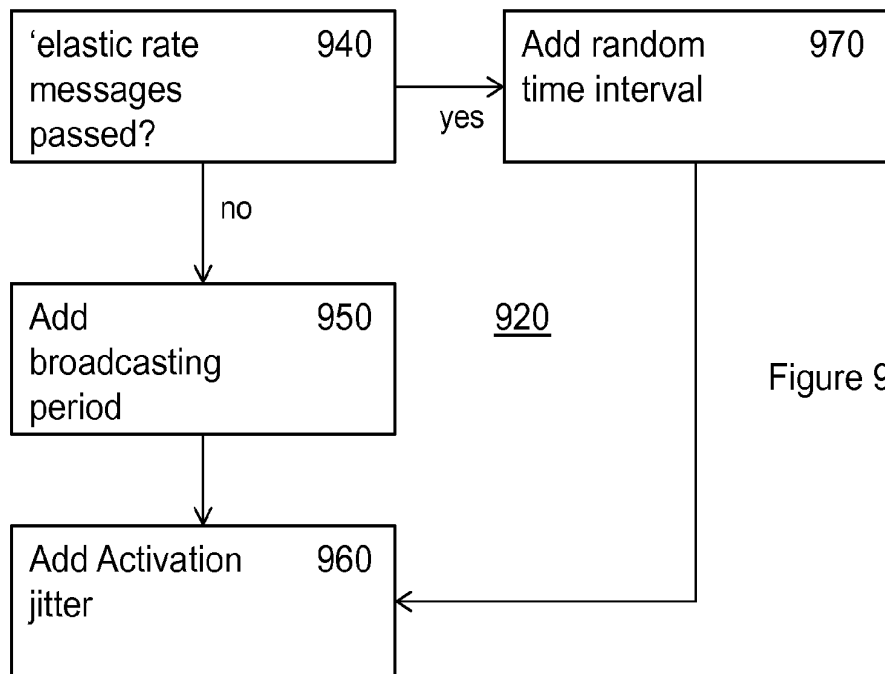 ‘elastic rate 940
messages
passed?
yes
Add random 970
time interval
no
Add 950
broadcasting
period
920
Figure 9
Add Activation 960
jitter